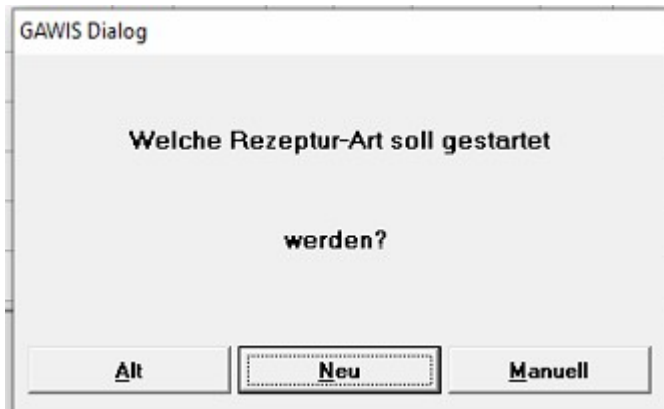 GAWIS Dialog
Welche Rezeptur-Art soll gestartet
werden?
Alt
Neu
Manuell